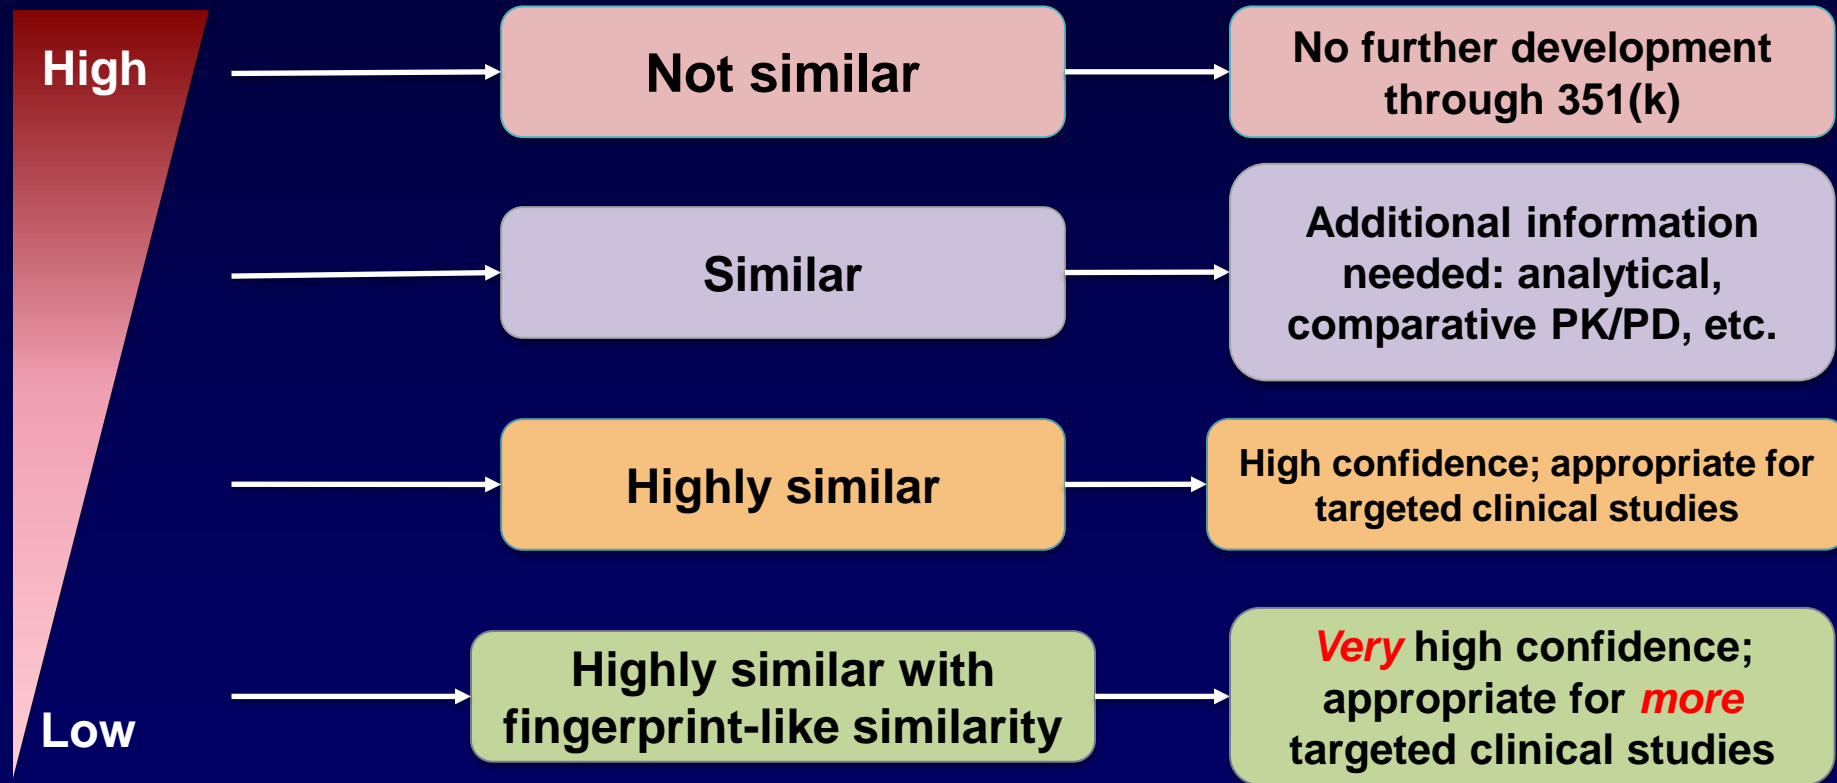 High
Not similar
No further development
through 351(k)
Similar
Additional information
needed: analytical,
comparative PK/PD, etc.
Highly similar
High confidence; appropriate for
targeted clinical studies
Low
Highly similar with
fingerprint-like similarity
Very high confidence;
appropriate for more
targeted clinical studies